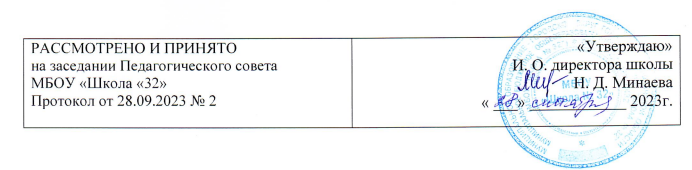 РАССМОТРЕНО И ПРИНЯТО
на заседании Педагогического совета
МБОУ «Школа «32»
Протокол от 28.09.2023 № 2
«Утверждаю»
И. О. директора школы
Н. Д. Минаева
« 28 » сентября 2023г.